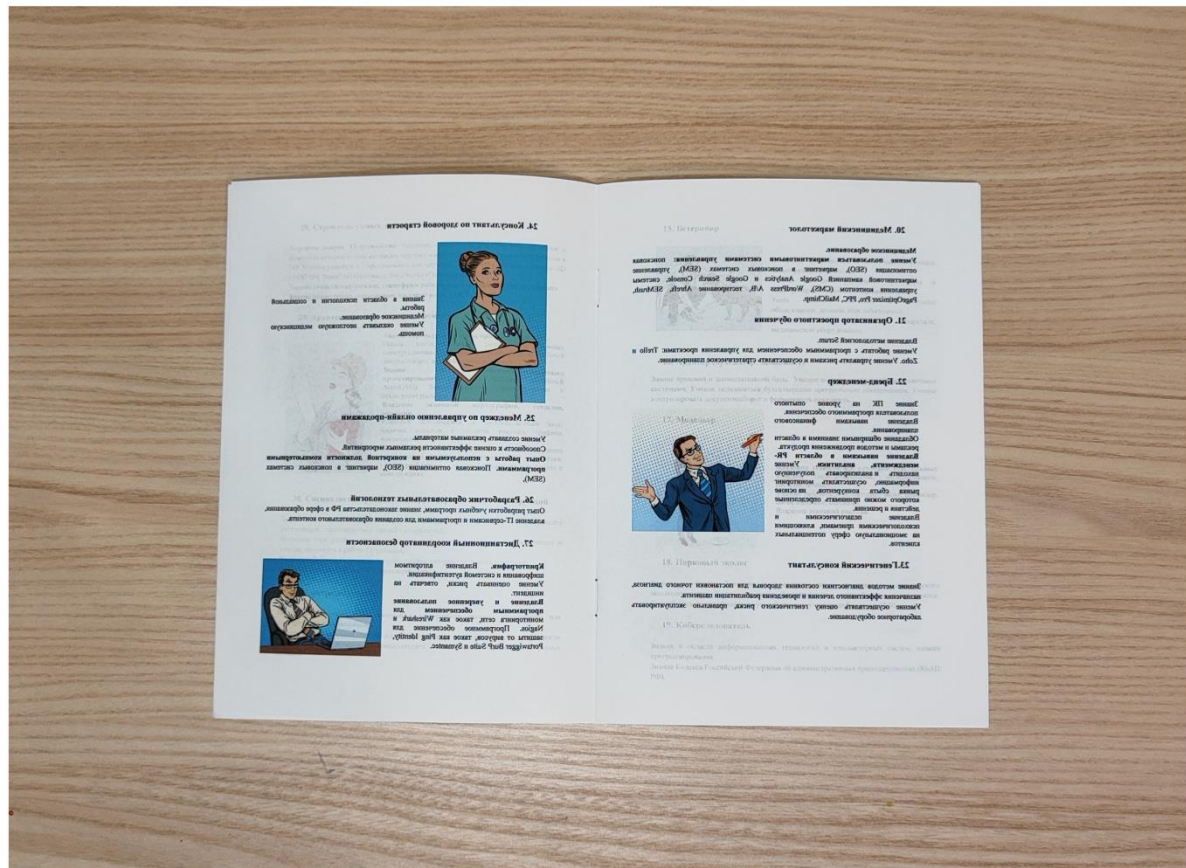 20. Медицинский маркетолог
Медицинское образование.
Умение пользоваться маркетинговыми системами управления: поисковая
оптимизация (SEO), маркетинг в поисковых системах (SEM), управление
маркетинговой кампанией Google Analytics и Google Search Console, системы
управления контентом (CMS), WordPress A/B, тестирование Ahrefs, SEMrush,
PageOptimizer Pro, PPC, MailChimp.
21. Организатор проектного обучения
Владение методологией Scrum.
Умение работать с программным обеспечением для управления проектами: Trello и
Zoho. Умение управлять рисками и осуществлять стратегическое планирование.
22. Бренд-менеджер
Знание ПК на уровне опытного
пользователя программного обеспечения.
Владение навыками финансового
планирования.
Обладание обширными знаниями в области
рекламы и методов продвижения продукта.
Владение навыками в области PR-
менеджмента, аналитики. Умение
находить и анализировать полученную
информацию, осуществлять мониторинг
рынка сбыта конкурентов, на основе
которого можно принимать определенные
действия и решения.
Владение педагогическими и
психологическими приемами, влияющими
на эмоциональную сферу потенциальных
клиентов.
23.Генетический консультант
Знание методов диагностики состояния здоровья для постановки точного диагноза,
назначения эффективного лечения и проведения реабилитации пациента.
Умение осуществлять оценку генетического риска, правильно эксплуатировать
лабораторное оборудование.
24. Консультант по здоровой старости
Знания в области психологии и социальной
работы.
Медицинское образование.
Умение оказывать неотложную медицинскую
помощь.
25. Менеджер по управлению онлайн-продажами
Умение создавать рекламные материалы.
Способность к оценке эффективности рекламных мероприятий.
Опыт работы с используемыми на конкретной должности компьютерными
программами. Поисковая оптимизация (SEO), маркетинг в поисковых системах
(SEM).
26. Разработчик образовательных технологий
Опыт разработки учебных программ, знание законодательства РФ в сфере образования,
владение IT-сервисами и программами для создания образовательного контента.
27. Дистанционный координатор безопасности
Криптография. Владение алгоритмом
шифрования и системой аутентификации.
Умение оценивать риски, отвечать на
инцидент.
Владение и уверенное пользование
программным обеспечением для
мониторинга сети, такое как Wireshark и
Nagios. Программное обеспечение для
защиты от вирусов, такое как Ping Identity,
Portswigger BurP Suite и Symantec.